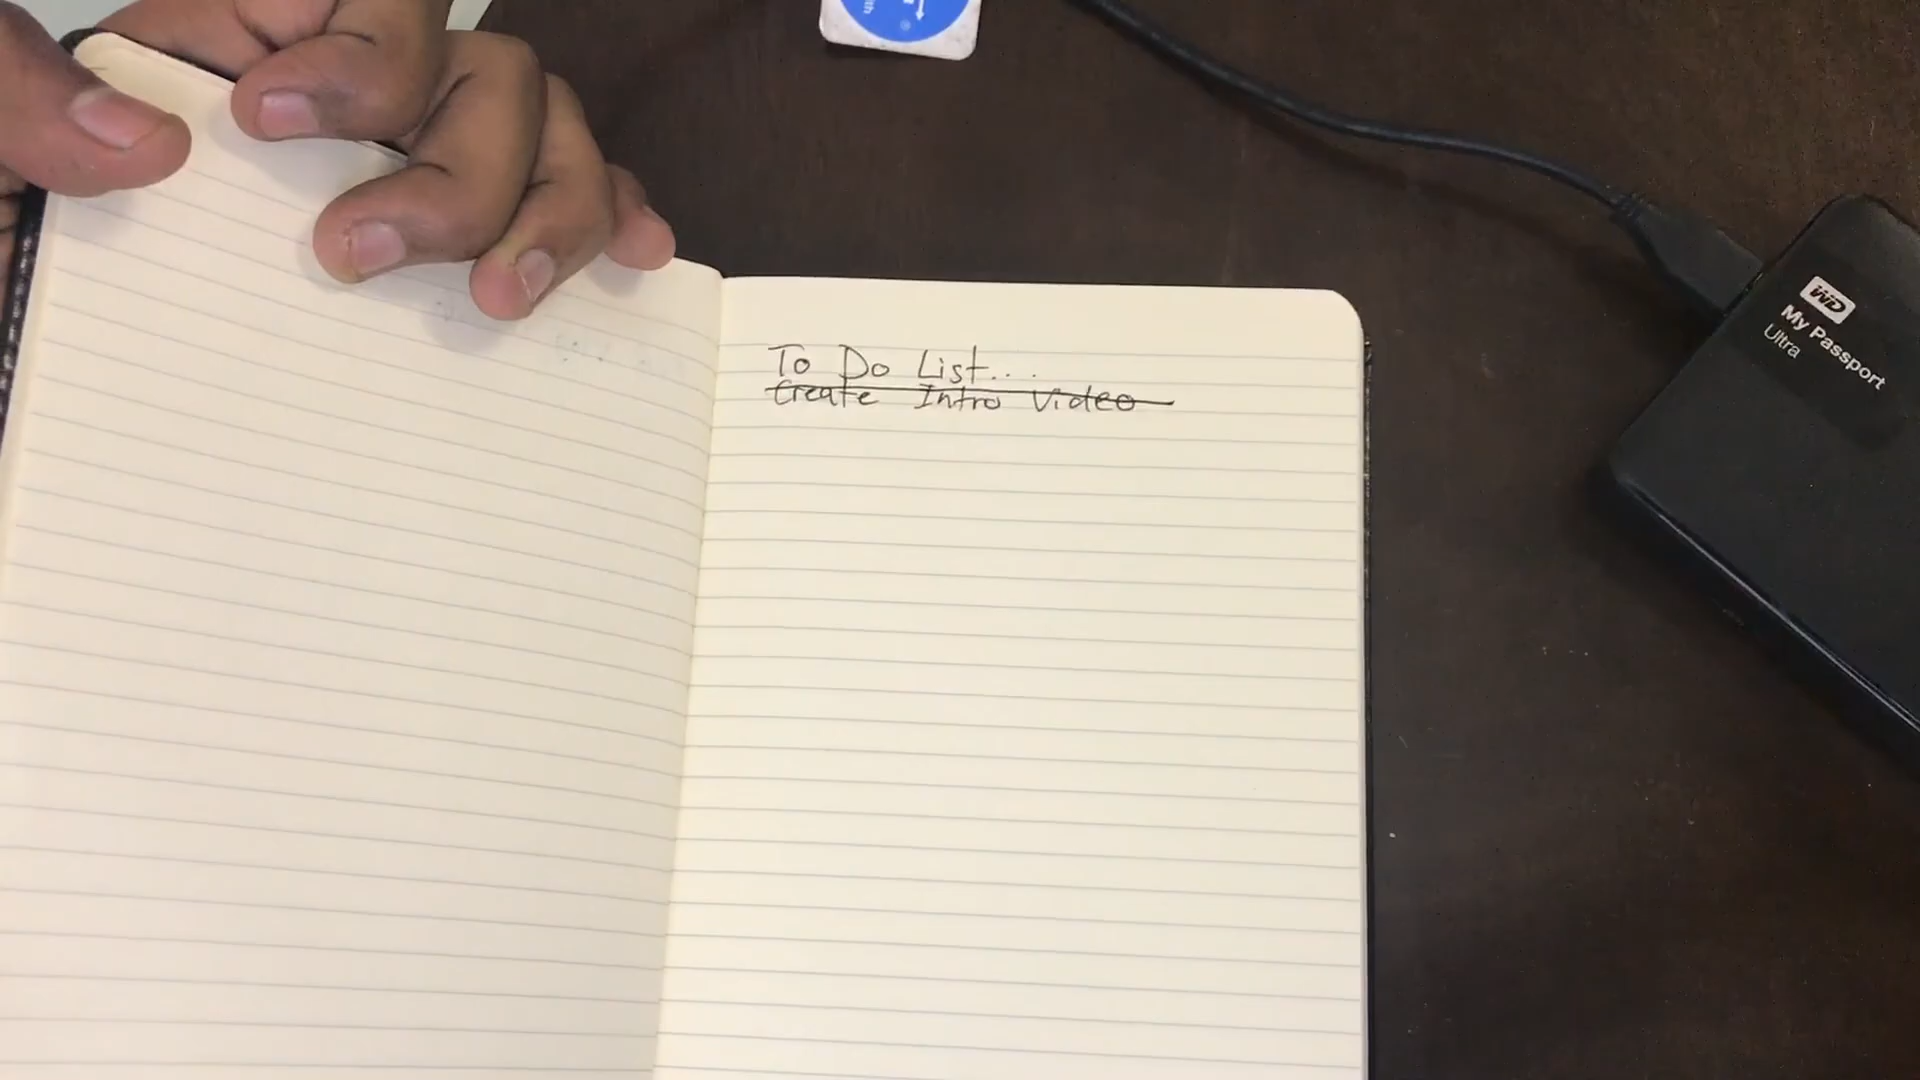 To Do List...
Create Intro Video
WD
My Passport
Ultra